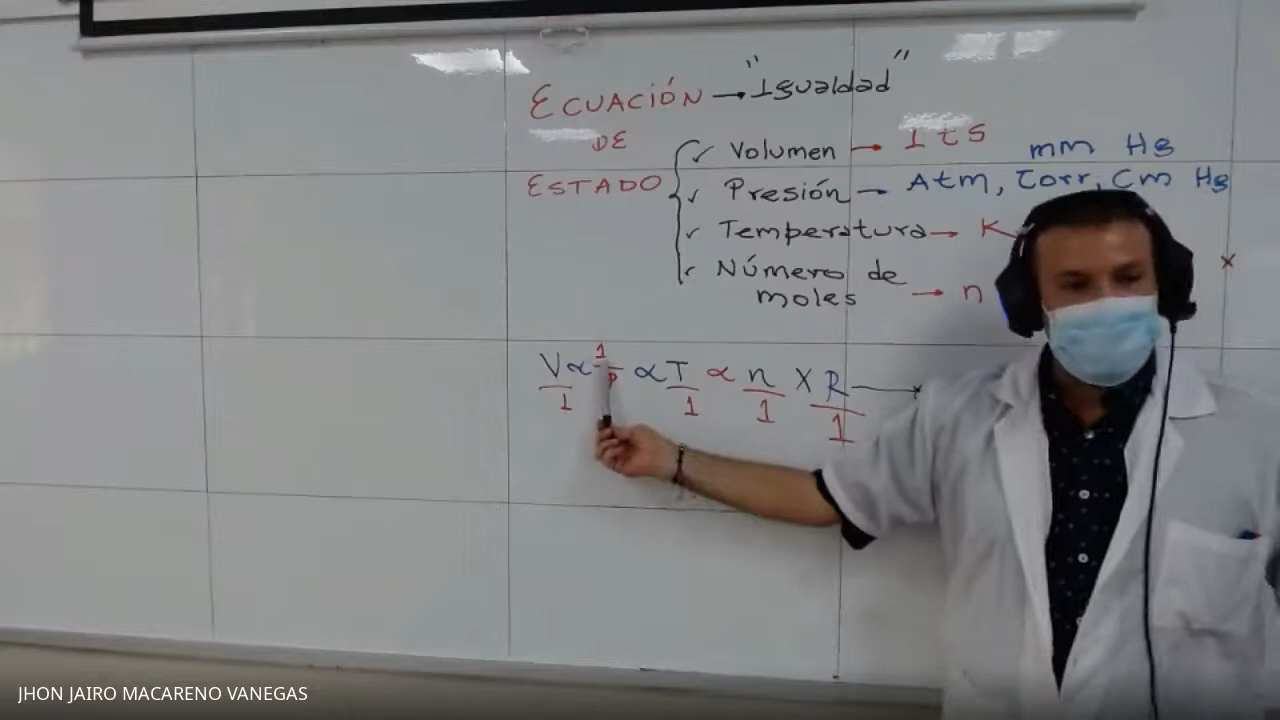 ECUACIÓN → "Igualdad"
DE
ESTADO
✓ Volumen → Lts
mm Hg
✓ Presión → Atm, Torr, Cm Hg
✓ Temperatura → K
✓ Número de
moles → n
V/1 ∝ 1/P ∝ T/1 ∝ n/1 X R/1 →
JHON JAIRO MACARENO VANEGAS